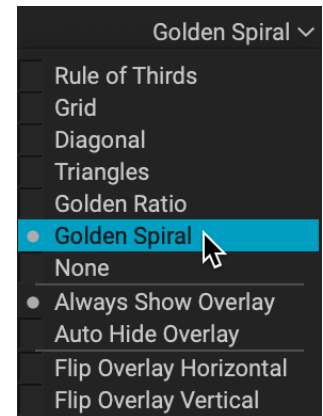 Golden Spiral
Rule of Thirds
Grid
Diagonal
Triangles
Golden Ratio
Golden Spiral
None
Always Show Overlay
Auto Hide Overlay
Flip Overlay Horizontal
Flip Overlay Vertical